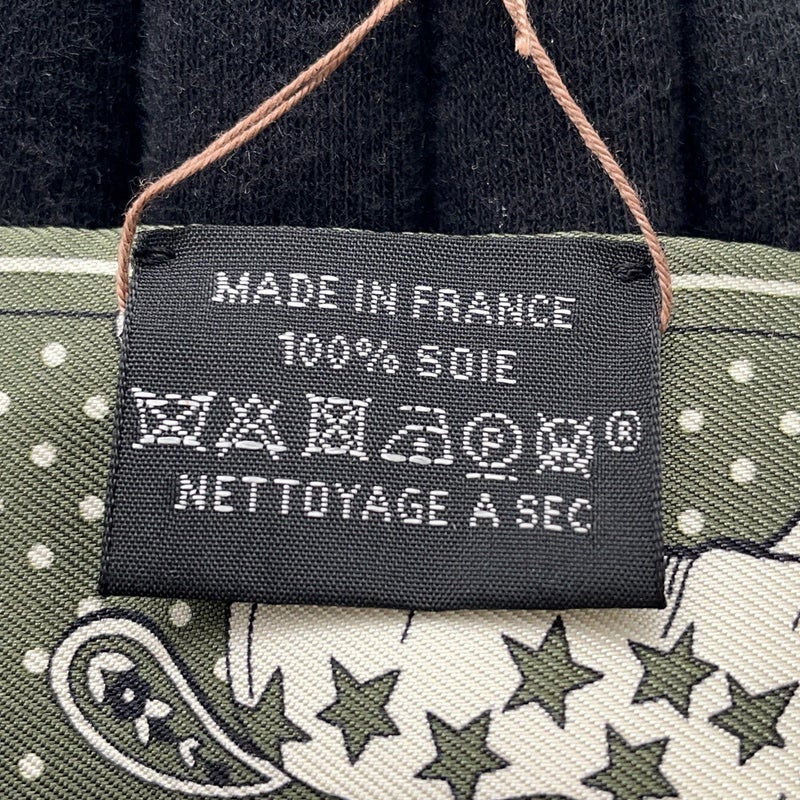 MADE IN FRANCE
100% SOIE
P W ®
NETTOYAGE A SEC